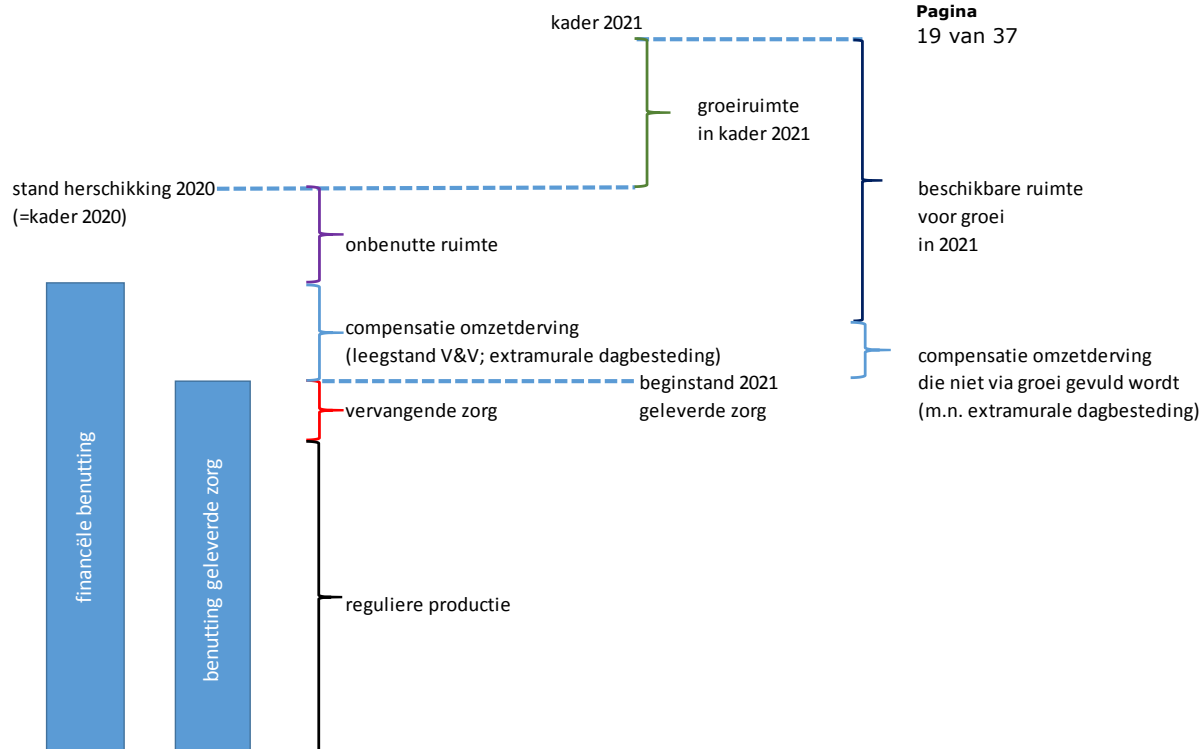 Pagina
19 van 37
kader 2021
groeiruimte
in kader 2021
stand herschikking 2020
(=kader 2020)
beschikbare ruimte
voor groei
in 2021
onbenutte ruimte
compensatie omzetderving
(leegstand V&V; extramurale dagbesteding)
compensatie omzetderving
die niet via groei gevuld wordt
(m.n. extramurale dagbesteding)
beginstand 2021
geleverde zorg
vervangende zorg
financële benutting
benutting geleverde zorg
reguliere productie